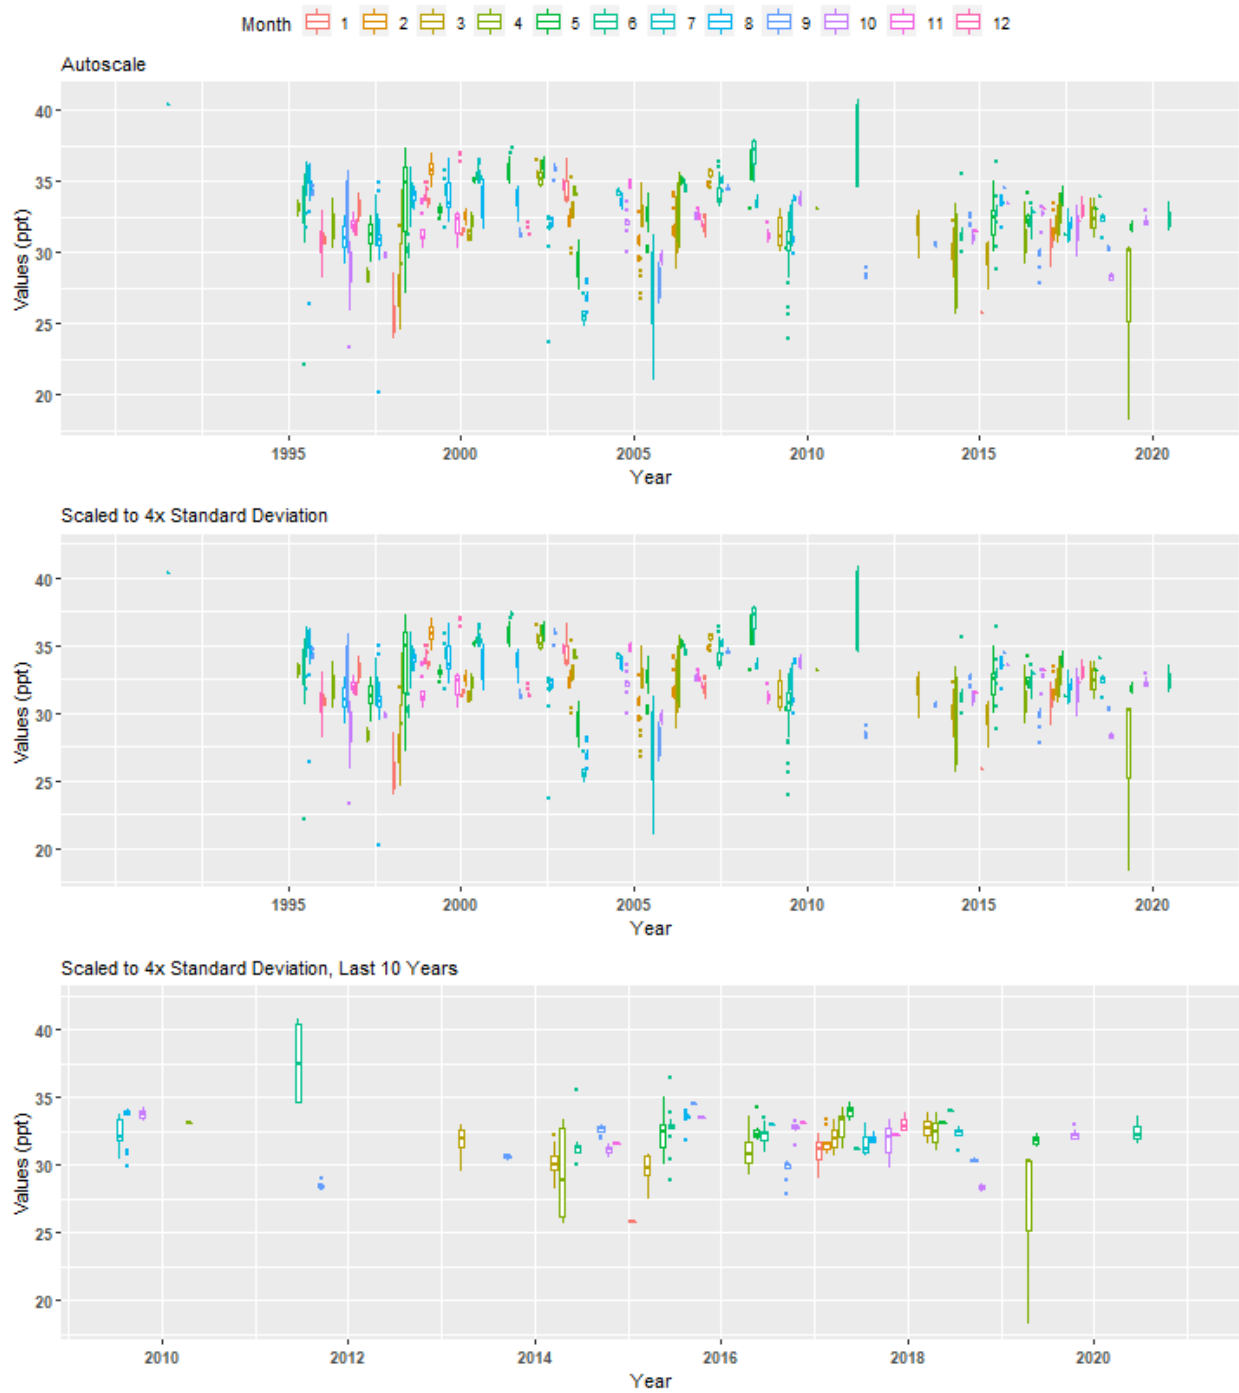 Month 1 2 3 4 5 6 7 8 9 10 11 12
Autoscale
40
35
30
25
20
Values (ppt)
1995 2000 2005 2010 2015 2020
Year
Scaled to 4x Standard Deviation
40
35
30
25
20
Values (ppt)
1995 2000 2005 2010 2015 2020
Year
Scaled to 4x Standard Deviation, Last 10 Years
40
35
30
25
20
Values (ppt)
2010 2012 2014 2016 2018 2020
Year